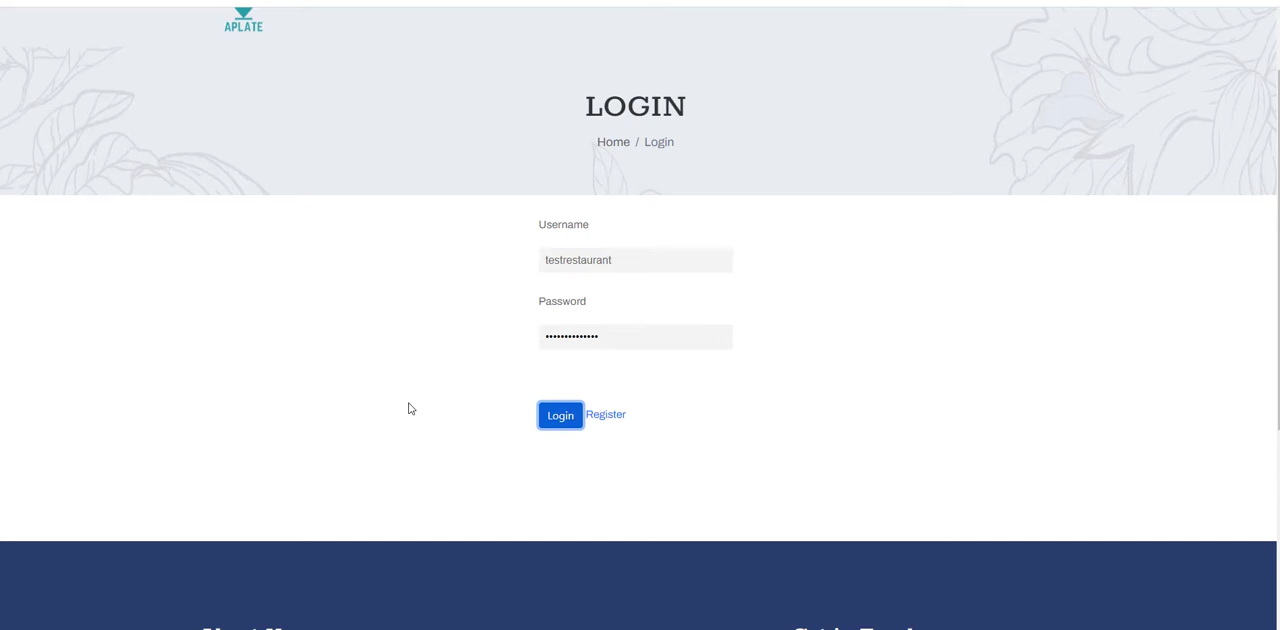 APLATE
LOGIN
Home / Login
Username
testrestaurant
Password
••••••••••••••
Login Register